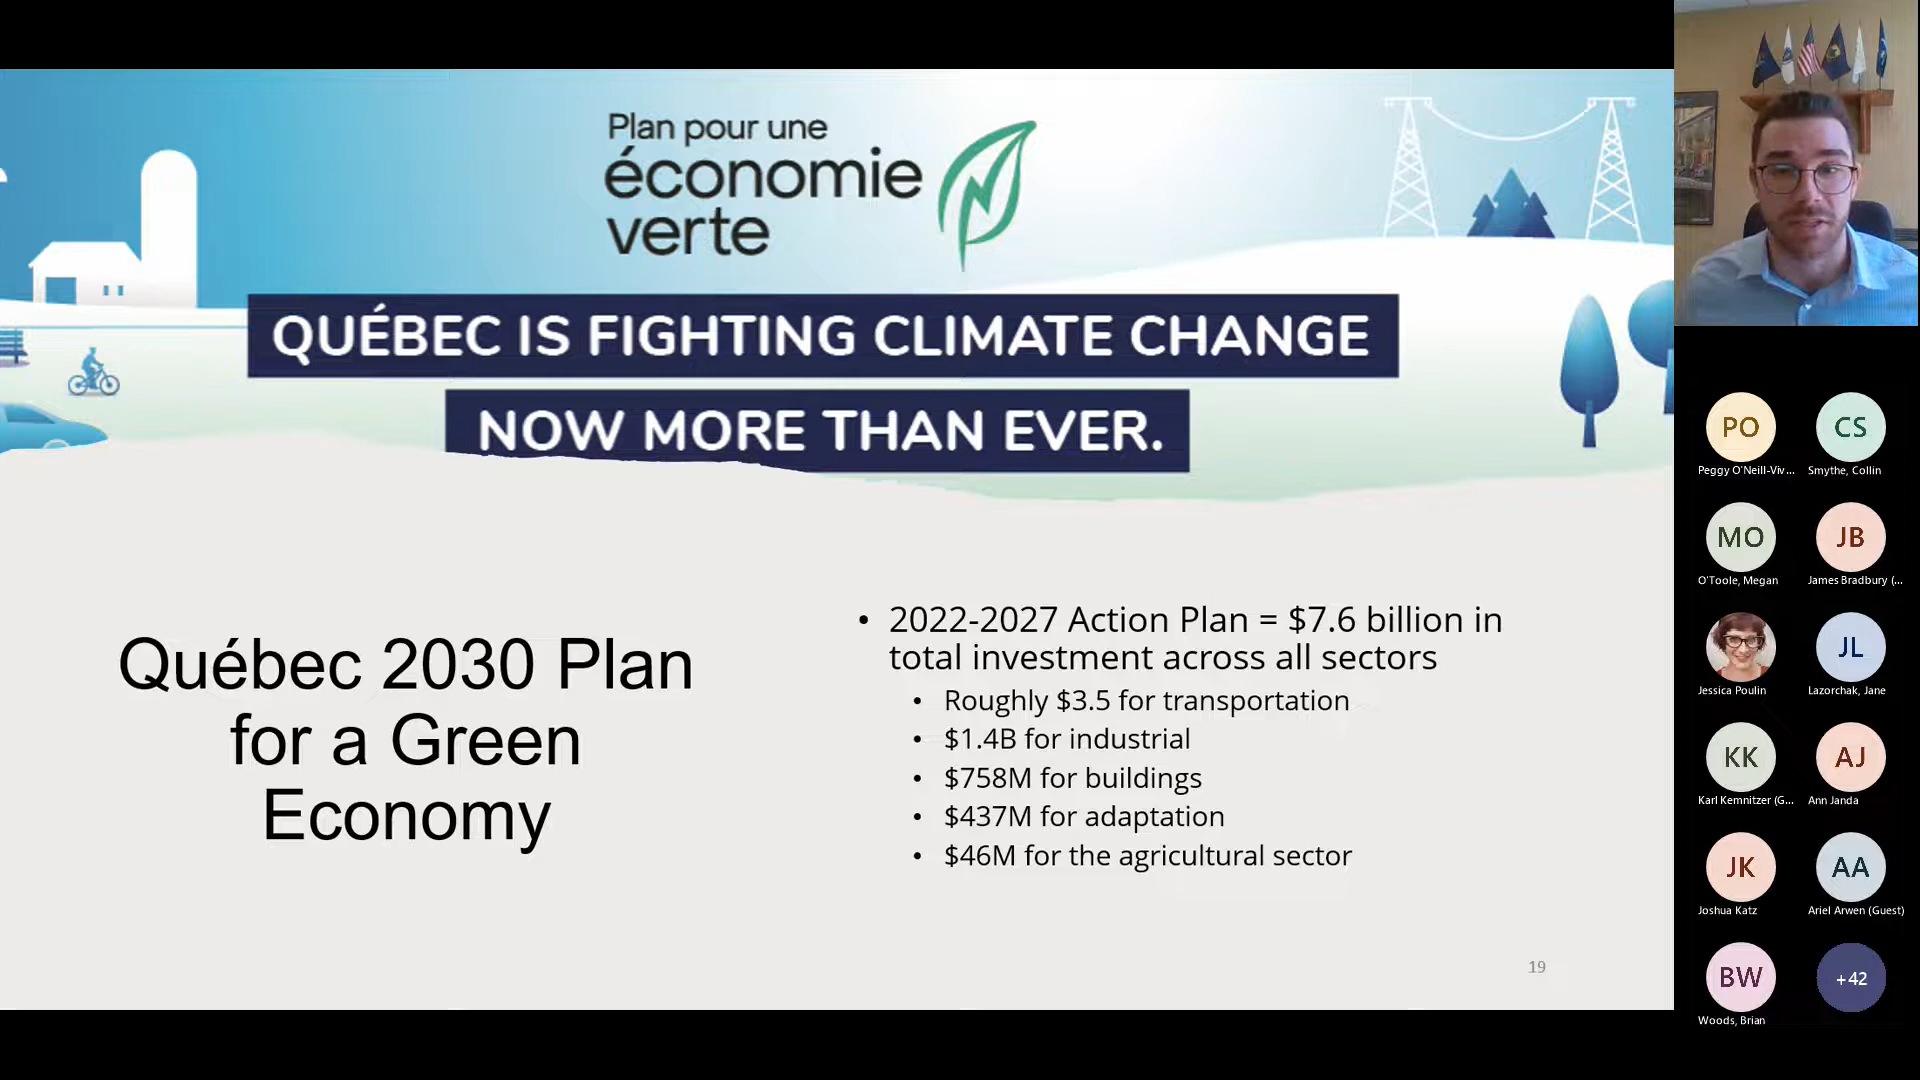 Plan pour une
économie
verte
QUÉBEC IS FIGHTING CLIMATE CHANGE
NOW MORE THAN EVER.
Québec 2030 Plan
for a Green
Economy
• 2022-2027 Action Plan = $7.6 billion in
total investment across all sectors
• Roughly $3.5 for transportation
• $1.4B for industrial
• $758M for buildings
• $437M for adaptation
• $46M for the agricultural sector
19
PO
CS
Peggy O'Neill-Viv...
Smythe, Collin
MO
JB
O'Toole, Megan
James Bradbury (...
JL
Jessica Poulin
Lazorchak, Jane
KK
AJ
Karl Kemnitzer (G...
Ann Janda
JK
AA
Joshua Katz
Ariel Arwen (Guest)
BW
+42
Woods, Brian